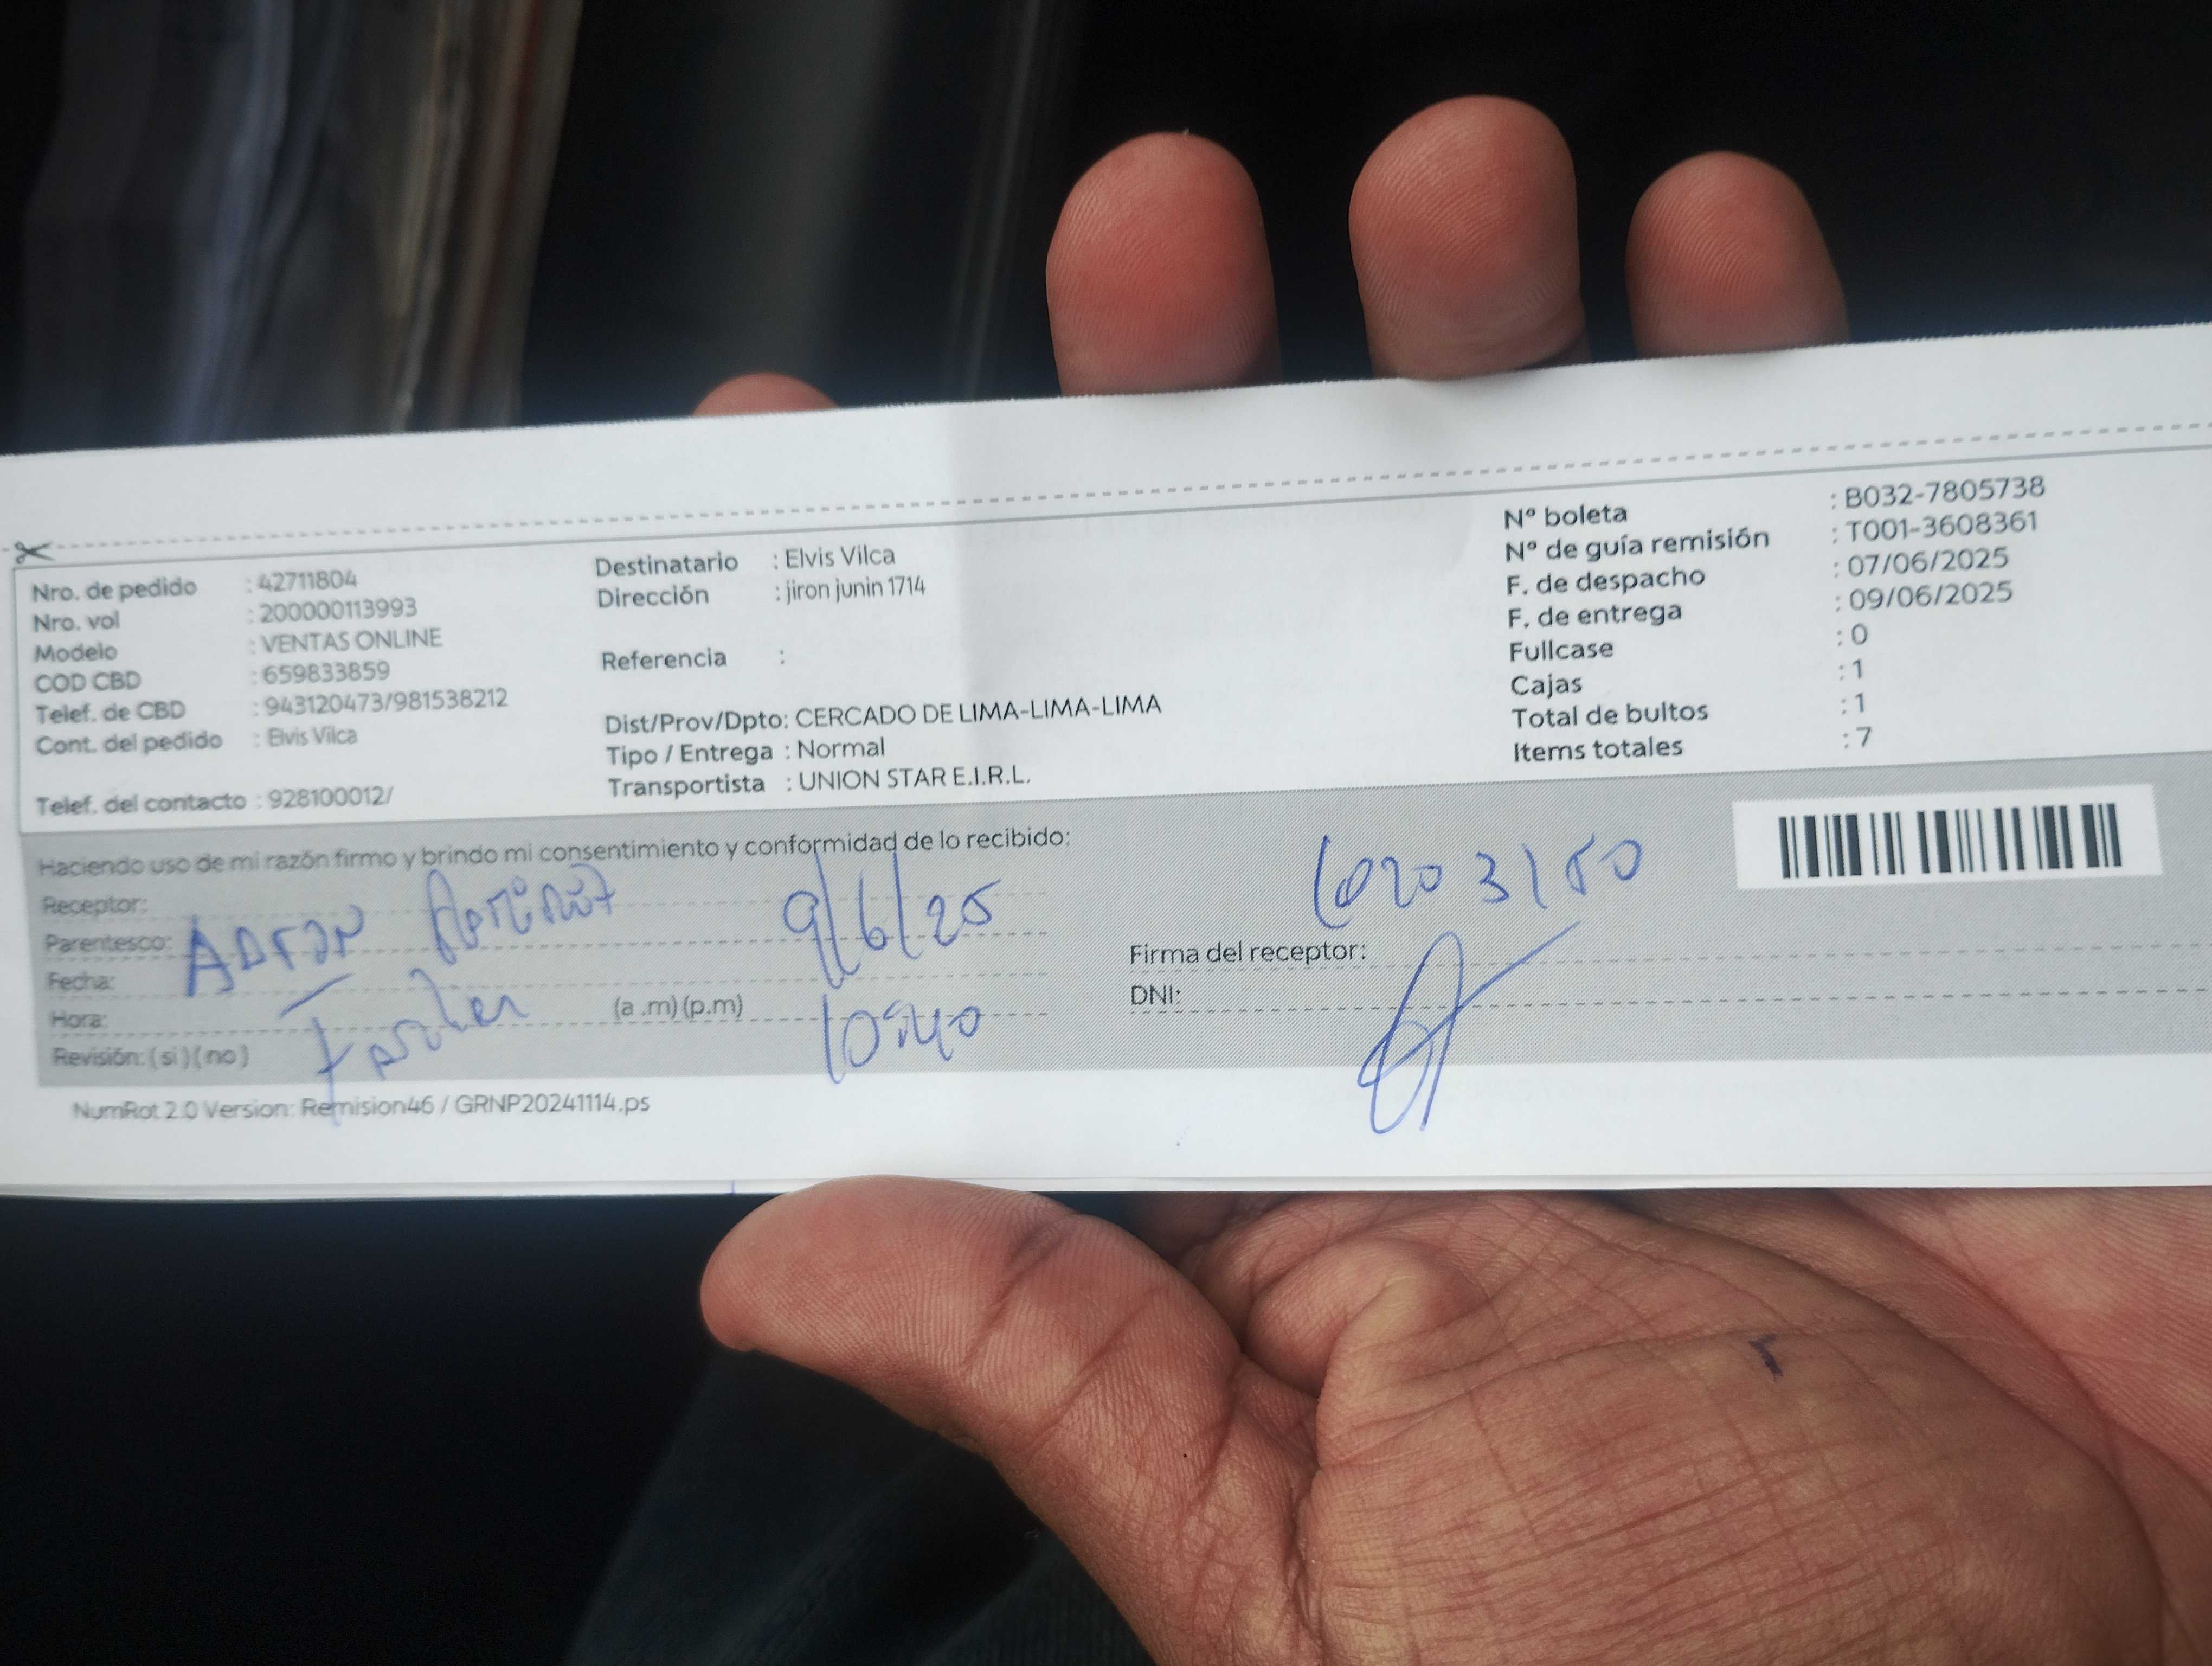 Nro. de pedido : 42711804
Nro. vol : 200000113993
Modelo : VENTAS ONLINE
COD CBD : 659833859
Telef. de CBD : 943120473/981538212
Cont. del pedido : Elvis Vilca
Telef. del contacto : 928100012/
Destinatario : Elvis Vilca
Dirección : jiron junin 1714
Referencia :
Dist/Prov/Dpto: CERCADO DE LIMA-LIMA-LIMA
Tipo / Entrega : Normal
Transportista : UNION STAR E.I.R.L.
Nº boleta : B032-7805738
Nº de guía remisión : T001-3608361
F. de despacho : 07/06/2025
F. de entrega : 09/06/2025
Fullcase : 0
Cajas : 1
Total de bultos : 1
Items totales : 7
Haciendo uso de mi razón firmo y brindo mi consentimiento y conformidad de lo recibido:
Receptor:
Parentesco:
Fecha: 9/6/25
Hora: (a .m) (p.m) 10:40
Revisión: ( si ) ( no )
Firma del receptor:
DNI:
NumRot 2.0 Version: Remision46 / GRNP20241114.ps